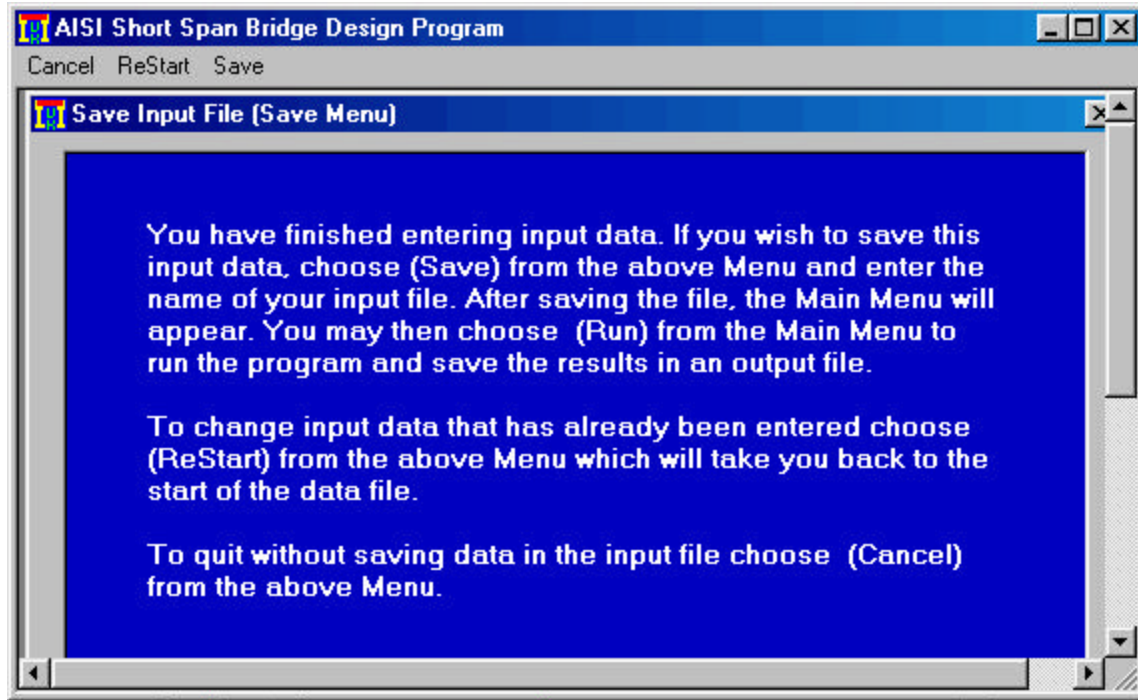 AISI Short Span Bridge Design Program
Cancel ReStart Save
Save Input File (Save Menu)
You have finished entering input data. If you wish to save this
input data, choose (Save) from the above Menu and enter the
name of your input file. After saving the file, the Main Menu will
appear. You may then choose  (Run) from the Main Menu to
run the program and save the results in an output file.
To change input data that has already been entered choose
(ReStart) from the above Menu which will take you back to the
start of the data file.
To quit without saving data in the input file choose  (Cancel)
from the above Menu.